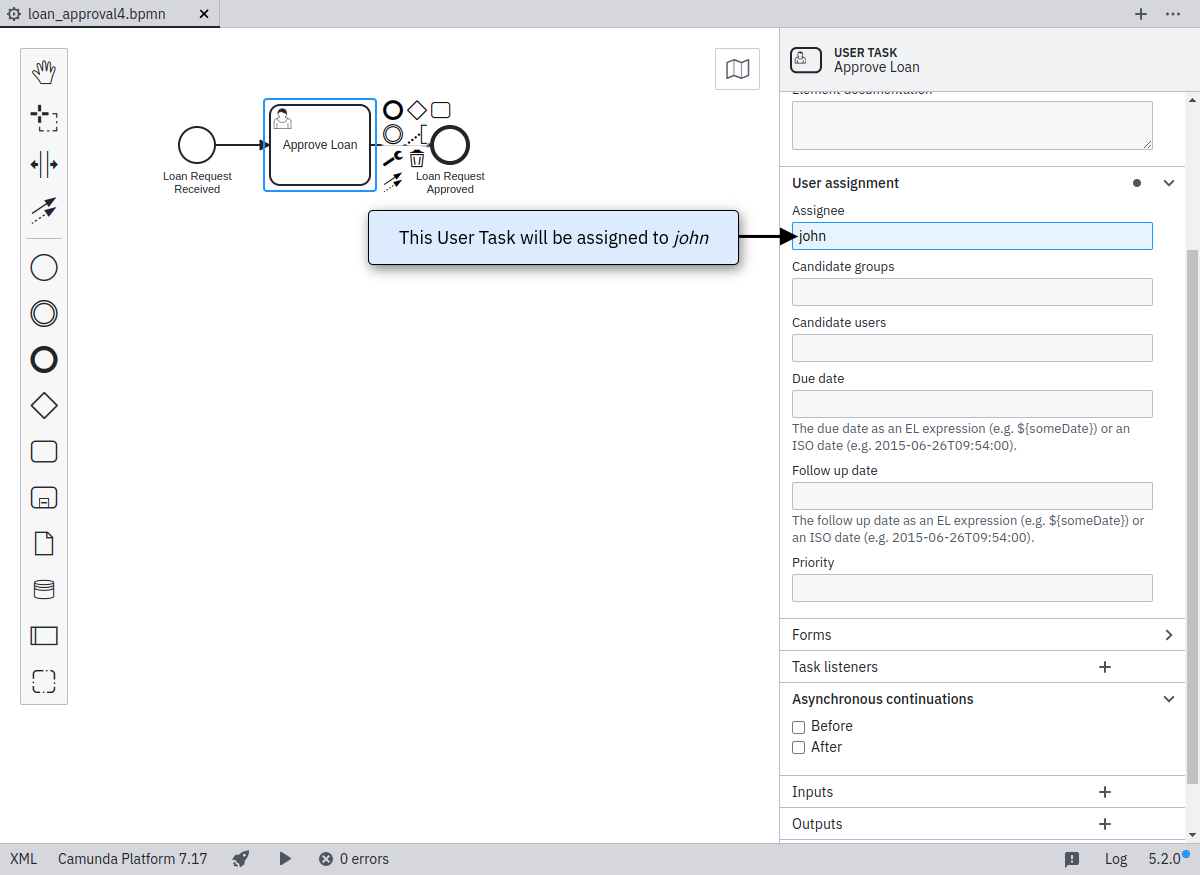 loan_approval4.bpmn
USER TASK
Approve Loan
Element documentation
Approve Loan
Loan Request
Received
Loan Request
Approved
This User Task will be assigned to john
User assignment
Assignee
john
Candidate groups
Candidate users
Due date
The due date as an EL expression (e.g. ${someDate}) or an
ISO date (e.g. 2015-06-26T09:54:00).
Follow up date
The follow up date as an EL expression (e.g. ${someDate}) or
an ISO date (e.g. 2015-06-26T09:54:00).
Priority
Forms
Task listeners
Asynchronous continuations
Before
After
Inputs
Outputs
XML Camunda Platform 7.17 0 errors Log 5.2.0